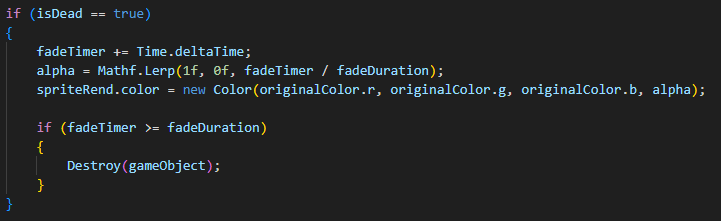 if (isDead == true)
{
fadeTimer += Time.deltaTime;
alpha = Mathf.Lerp(1f, 0f, fadeTimer / fadeDuration);
spriteRend.color = new Color(originalColor.r, originalColor.g, originalColor.b, alpha);
if (fadeTimer >= fadeDuration)
{
Destroy(gameObject);
}
}